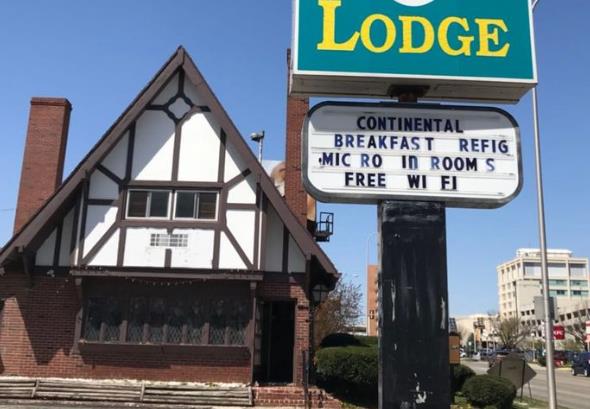 LODGE
CONTINENTAL
BREAKFAST REFIG
MIC RO IN ROOM S
FREE WI FI